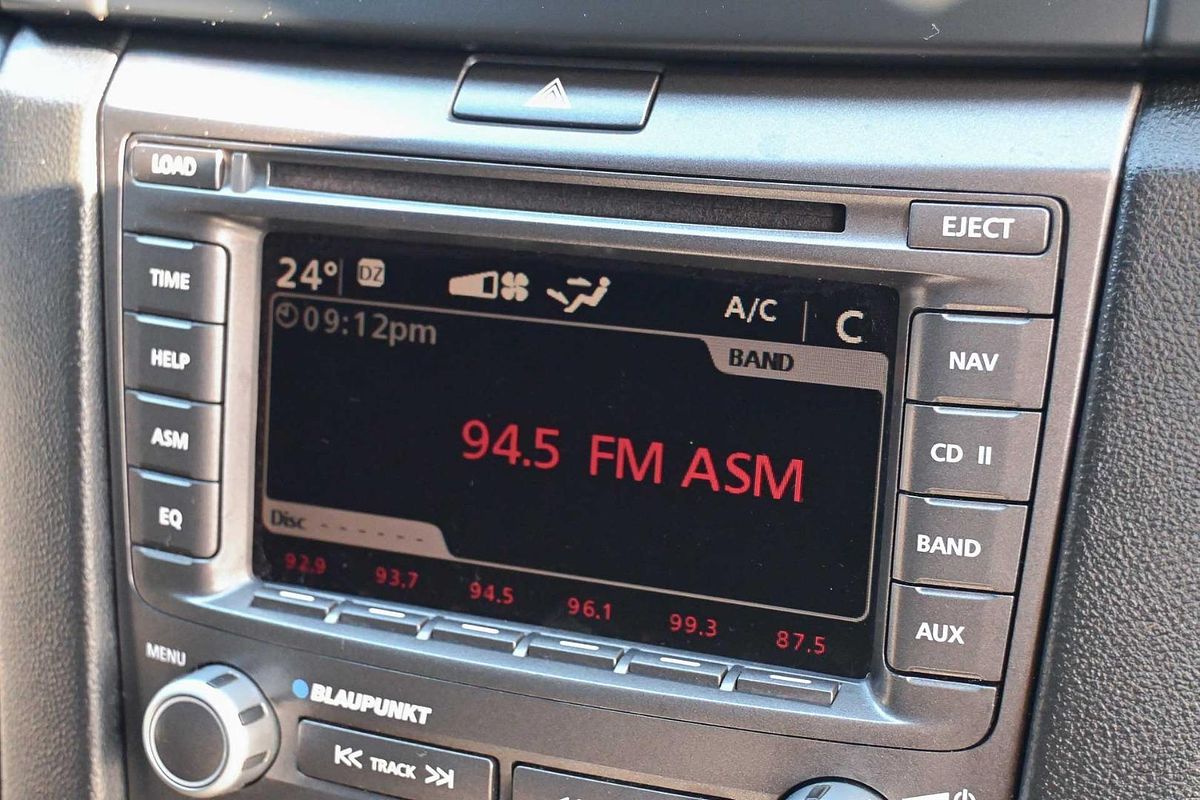 LOAD
EJECT
TIME
HELP
ASM
EQ
24° DZ A/C C
09:12pm
BAND
94.5 FM ASM
Disc - - - - - -
92.9 93.7 94.5 96.1 99.3 87.5
NAV
CD II
BAND
AUX
MENU
BLAUPUNKT
TRACK